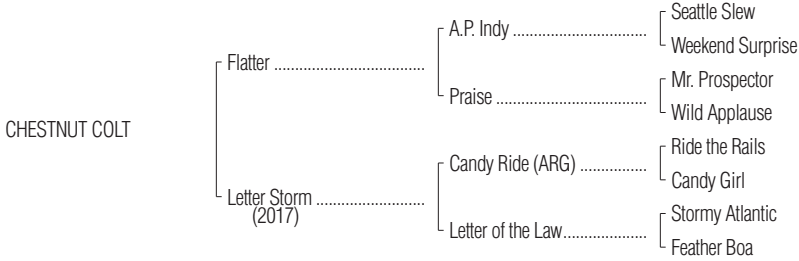 Seattle Slew
A.P. Indy ................................
Weekend Surprise
Flatter ....................................
Mr. Prospector
Praise ....................................
Wild Applause
CHESTNUT COLT
Ride the Rails
Candy Ride (ARG) ................
Candy Girl
Letter Storm ..........................
(2017)
Stormy Atlantic
Letter of the Law....................
Feather Boa